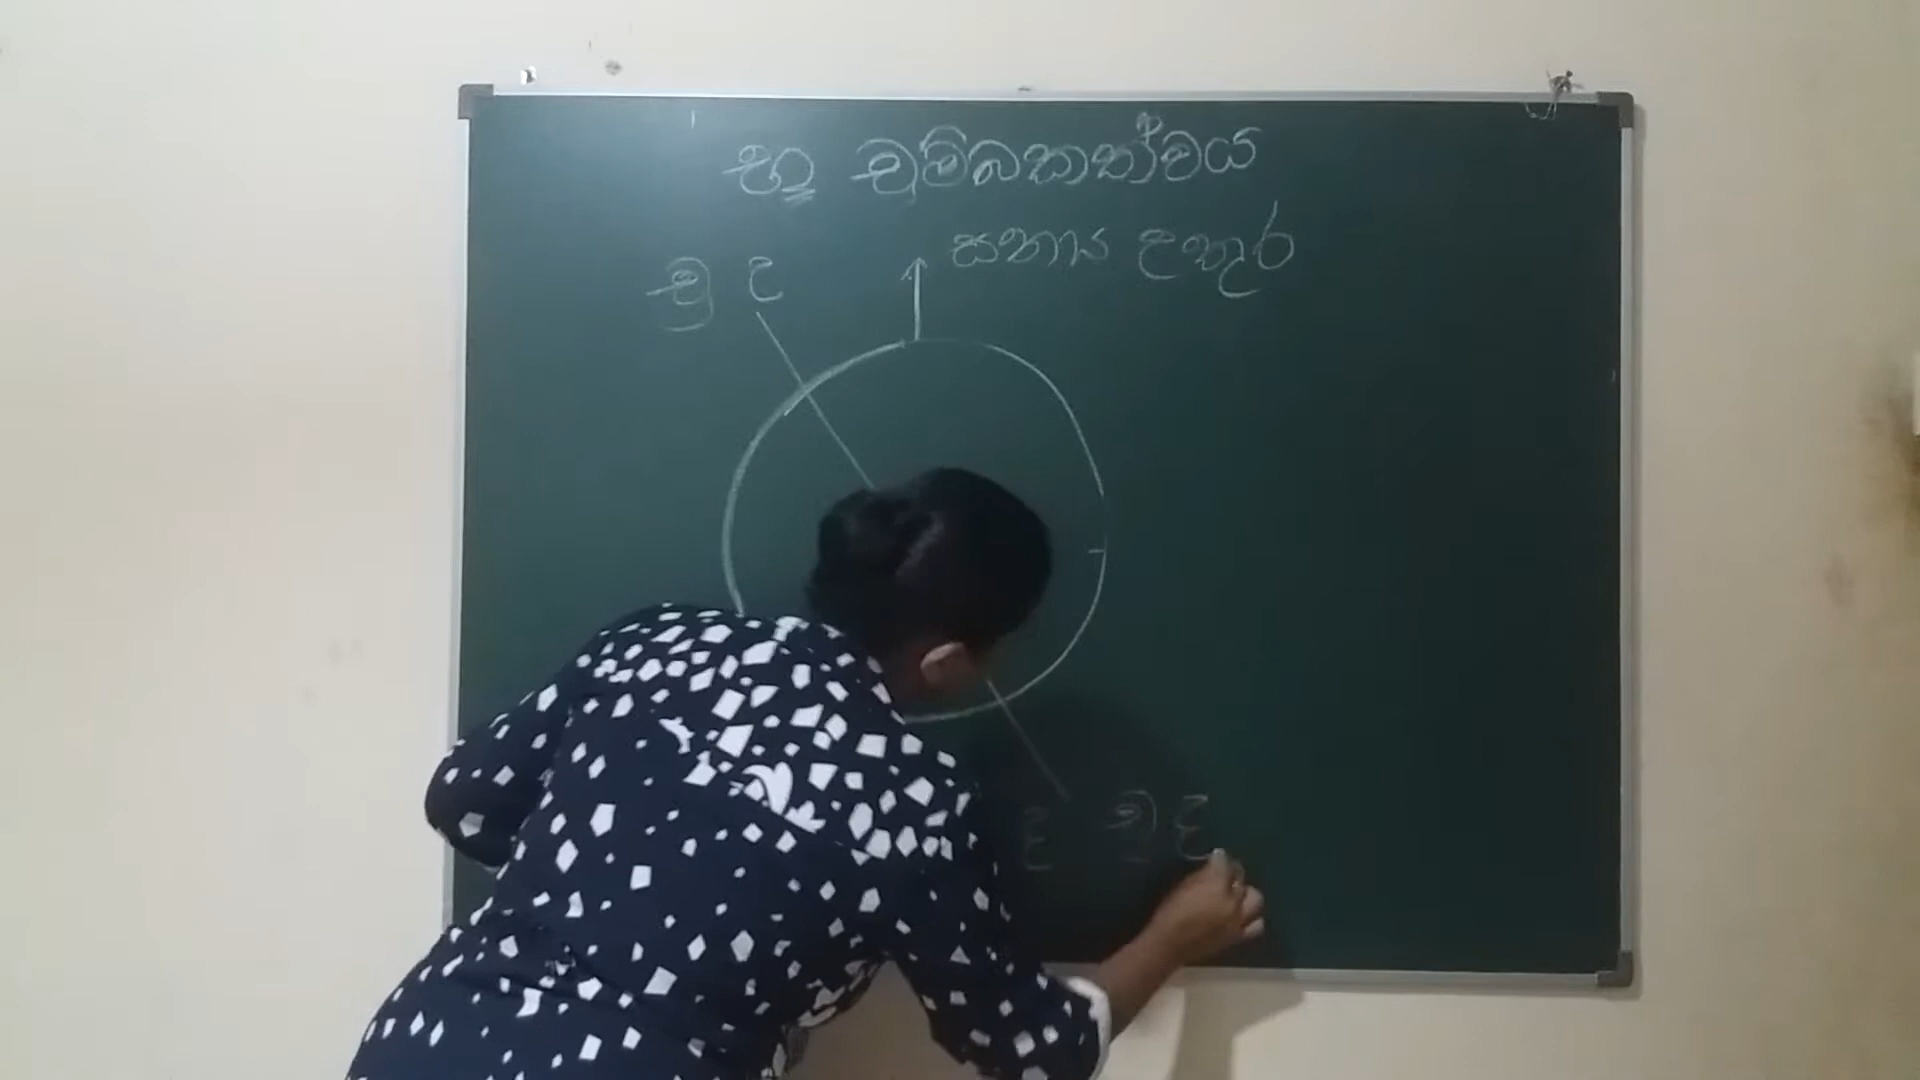 භූ චුම්බකත්වය
සත්‍ය උතුර
චු ද
ද චු ද